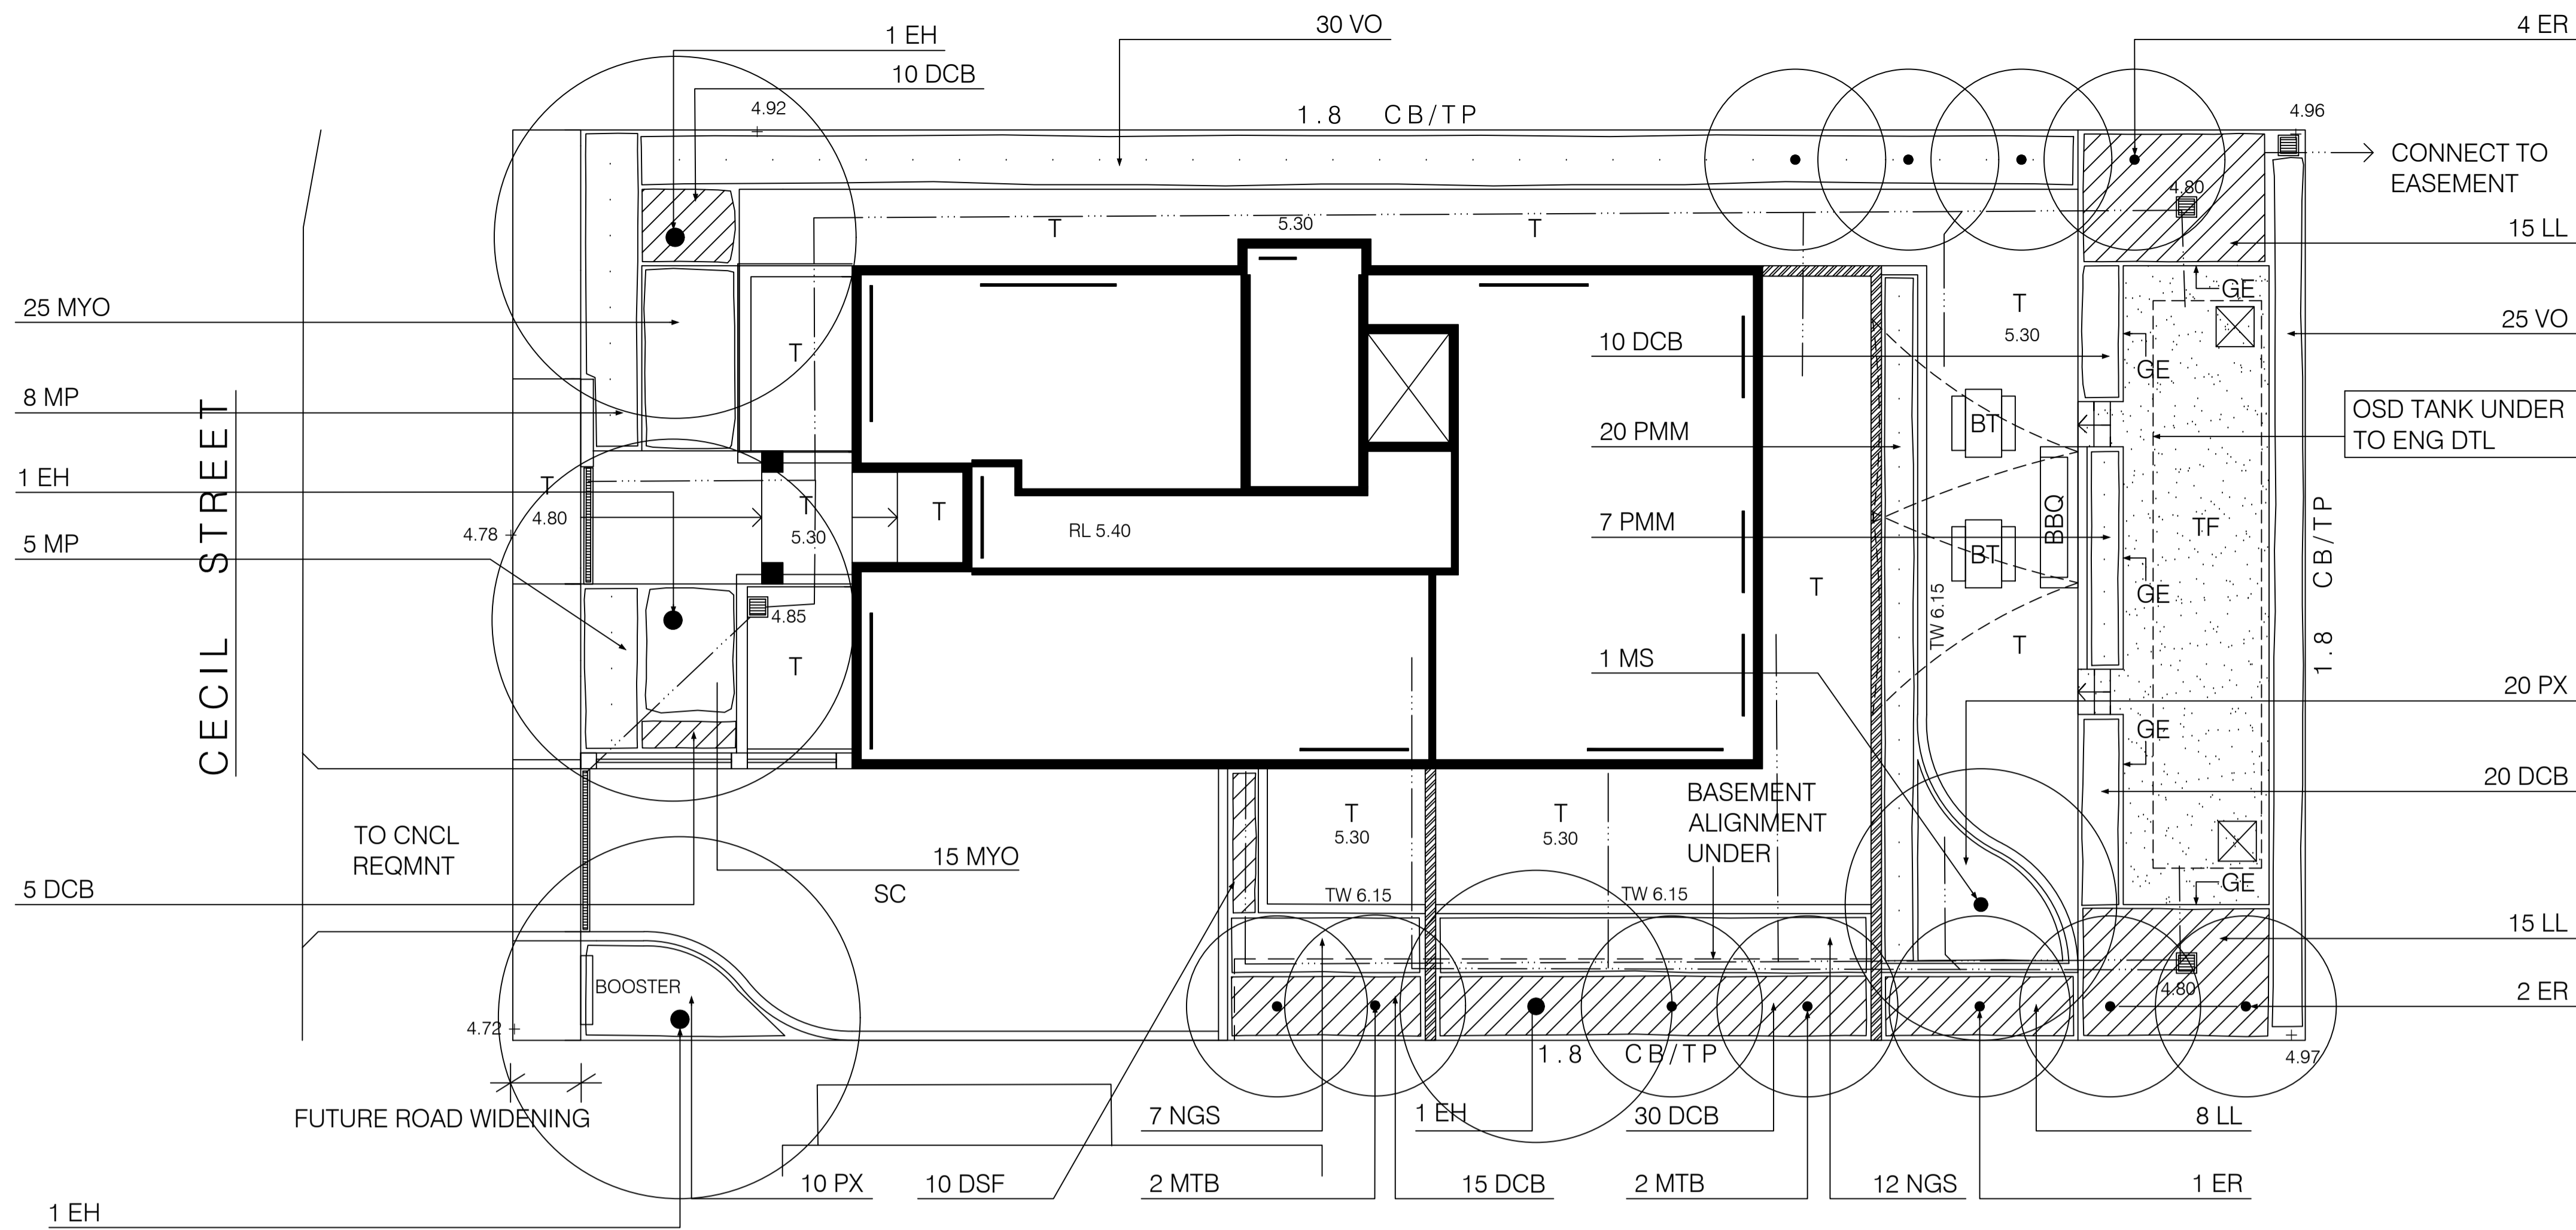 30 VO
4 ER
1 EH
10 DCB
4.92
1.8 CB/TP
4.96
CONNECT TO
EASEMENT
4.80
15 LL
T
5.30
T
25 MYO
GE
T
5.30
25 VO
10 DCB
T
GE
8 MP
OSD TANK UNDER
TO ENG DTL
BT
20 PMM
1 EH
T
T
T
4.80
5.30
4.78
RL 5.40
7 PMM
BBQ
TF
BT
CECIL STREET
1.8 CB/TP
5 MP
T
GE
TW 6.15
4.85
T
T
1 MS
20 PX
GE
20 DCB
BASEMENT
ALIGNMENT
UNDER
T
5.30
T
5.30
TO CNCL
REQMNT
15 MYO
SC
5 DCB
TW 6.15
TW 6.15
GE
15 LL
BOOSTER
4.80
2 ER
4.72
1.8 CB/TP
4.97
FUTURE ROAD WIDENING
7 NGS
1 EH
30 DCB
8 LL
10 PX
10 DSF
2 MTB
15 DCB
2 MTB
12 NGS
1 ER
1 EH